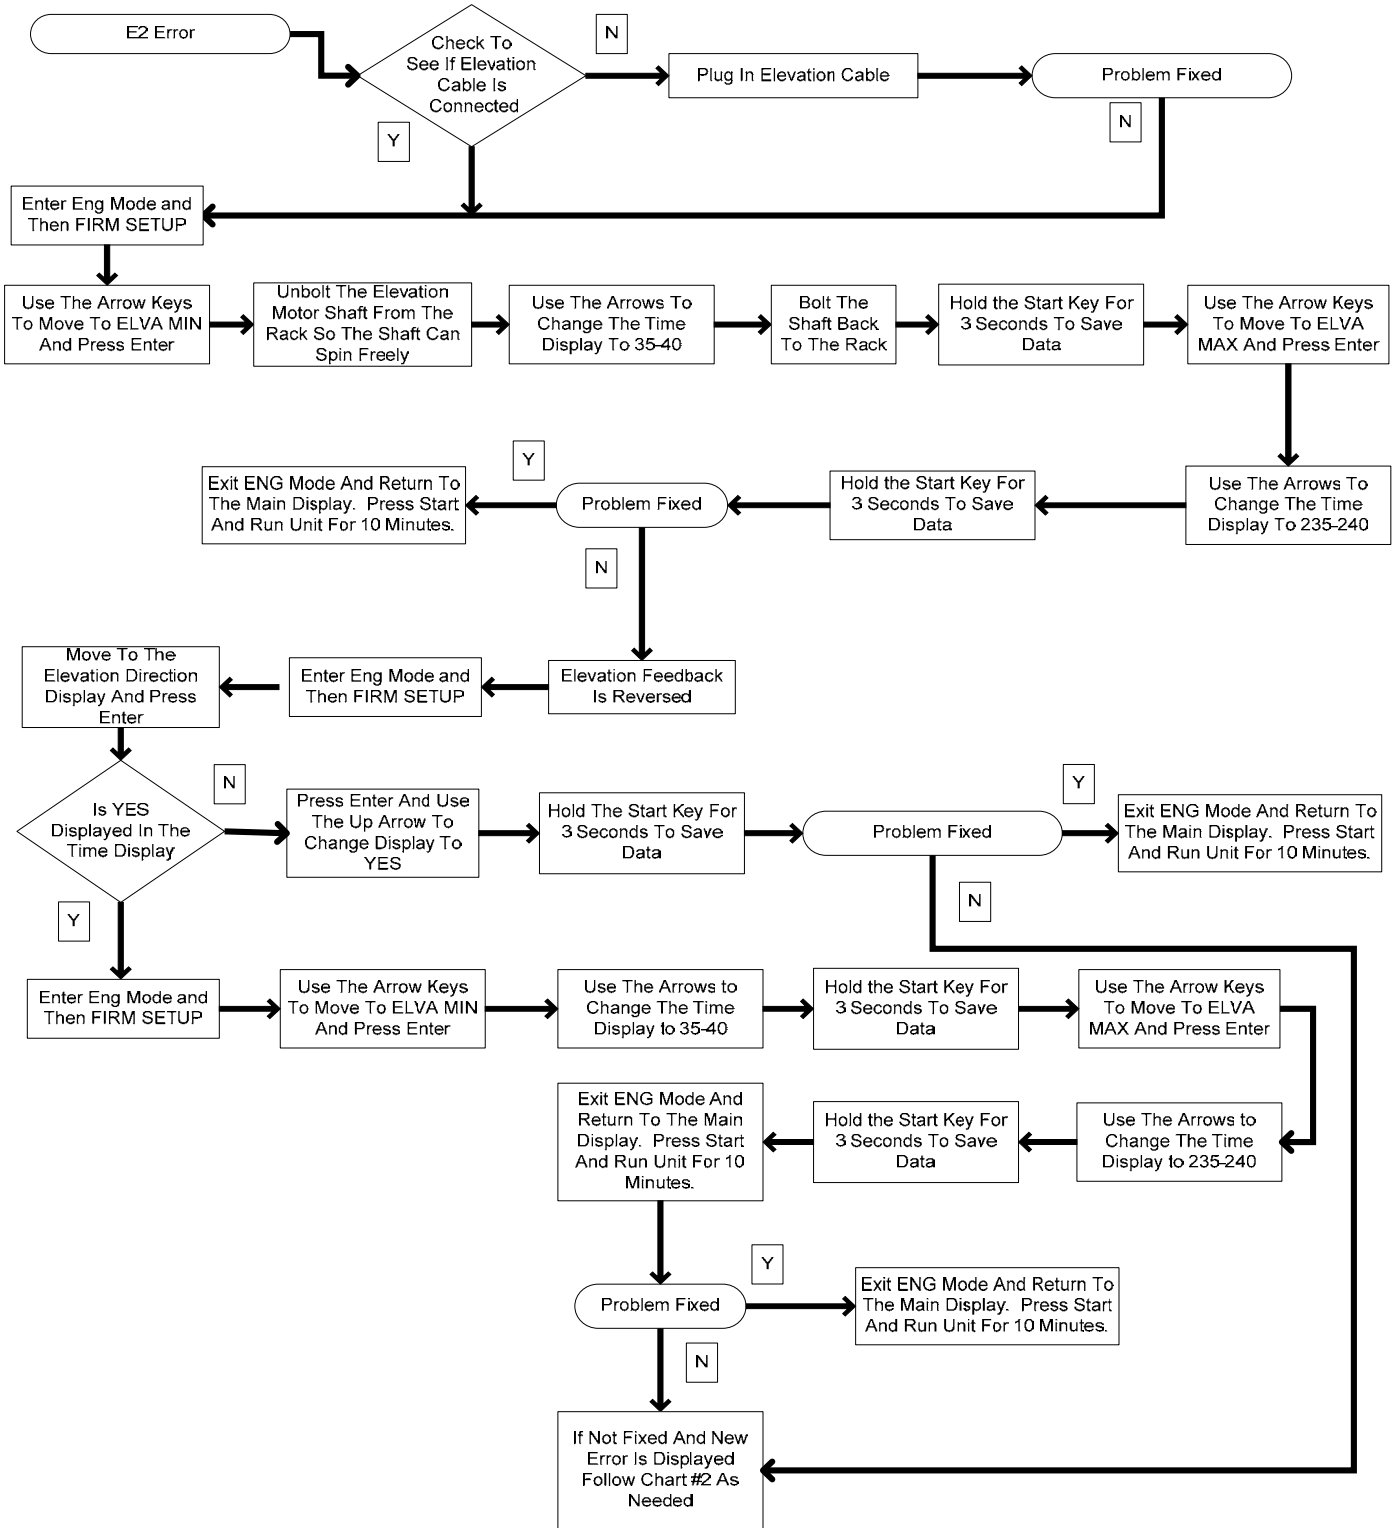 E2 Error
Check To
See If Elevation
Cable Is
Connected
N
Plug In Elevation Cable
Problem Fixed
N
Y
Enter Eng Mode and
Then FIRM SETUP
Use The Arrow Keys
To Move To ELVA MIN
And Press Enter
Unbolt The Elevation
Motor Shaft From The
Rack So The Shaft Can
Spin Freely
Use The Arrows To
Change The Time
Display To 35-40
Bolt The
Shaft Back
To The Rack
Hold the Start Key For
3 Seconds To Save
Data
Use The Arrow Keys
To Move To ELVA
MAX And Press Enter
Use The Arrows To
Change The Time
Display To 235-240
Hold the Start Key For
3 Seconds To Save
Data
Problem Fixed
Y
Exit ENG Mode And Return To
The Main Display.  Press Start
And Run Unit For 10 Minutes.
N
Elevation Feedback
Is Reversed
Enter Eng Mode and
Then FIRM SETUP
Move To The
Elevation Direction
Display And Press
Enter
Is YES
Displayed In The
Time Display
N
Press Enter And Use
The Up Arrow To
Change Display To
YES
Hold The Start Key For
3 Seconds To Save
Data
Problem Fixed
Y
Exit ENG Mode And Return To
The Main Display.  Press Start
And Run Unit For 10 Minutes.
N
Y
Enter Eng Mode and
Then FIRM SETUP
Use The Arrow Keys
To Move To ELVA MIN
And Press Enter
Use The Arrows to
Change The Time
Display to 35-40
Hold the Start Key For
3 Seconds To Save
Data
Use The Arrow Keys
To Move To ELVA
MAX And Press Enter
Use The Arrows to
Change The Time
Display to 235-240
Hold the Start Key For
3 Seconds To Save
Data
Exit ENG Mode And
Return To The Main
Display.  Press Start
And Run Unit For 10
Minutes.
Problem Fixed
Y
Exit ENG Mode And Return To
The Main Display.  Press Start
And Run Unit For 10 Minutes.
N
If Not Fixed And New
Error Is Displayed
Follow Chart #2 As
Needed